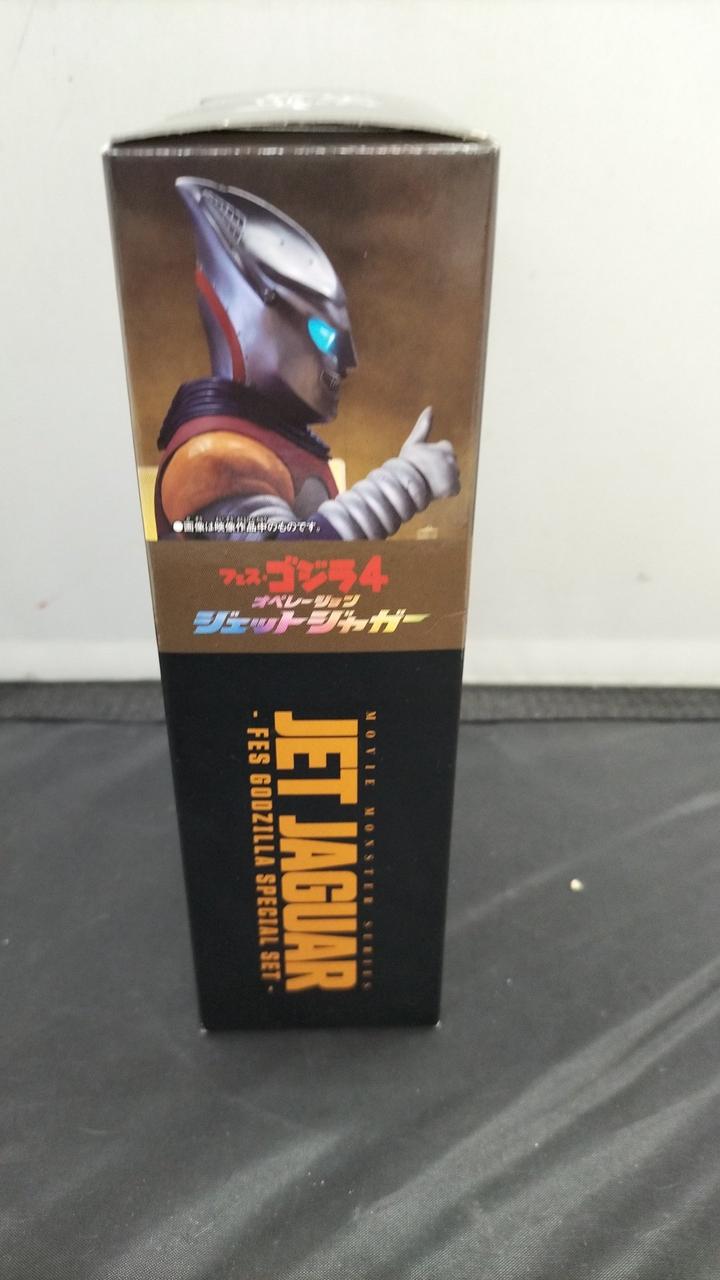 ●画像は映像作品中のものです。
フェス・ゴジラ4
オペレーション
ジェットジャガー
MOVIE MONSTER SERIES
JET JAGUAR
- FES GODZILLA SPECIAL SET -